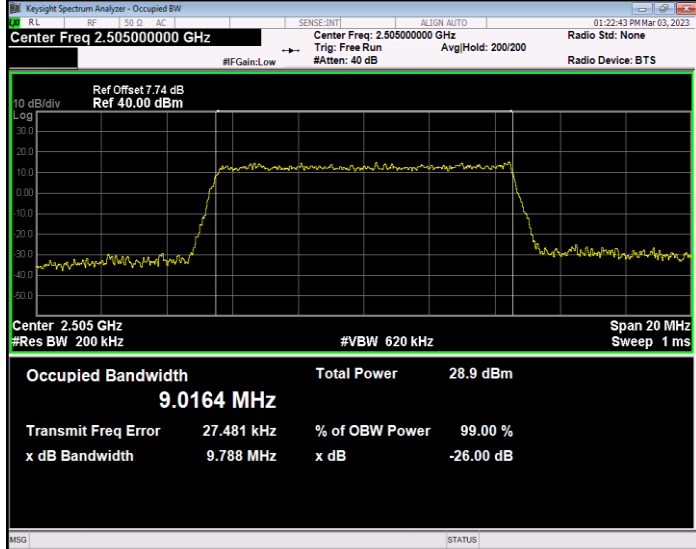 Keysight Spectrum Analyzer - Occupied BW
RL RF 50 Ω AC SENSE:INT ALIGN AUTO 01:22:43 PM Mar 03, 2023
Center Freq 2.505000000 GHz
Center Freq: 2.505000000 GHz
Radio Std: None
Trig: Free Run Avg|Hold: 200/200
#IFGain:Low #Atten: 40 dB
Radio Device: BTS
Ref Offset 7.74 dB
10 dB/div Ref 40.00 dBm
Log
30.0
20.0
10.0
0.00
-10.0
-20.0
-30.0
-40.0
-50.0
Center 2.505 GHz Span 20 MHz
#Res BW 200 kHz #VBW 620 kHz Sweep 1 ms
Occupied Bandwidth Total Power 28.9 dBm
9.0164 MHz
Transmit Freq Error 27.481 kHz % of OBW Power 99.00 %
x dB Bandwidth 9.788 MHz x dB -26.00 dB
MSG STATUS